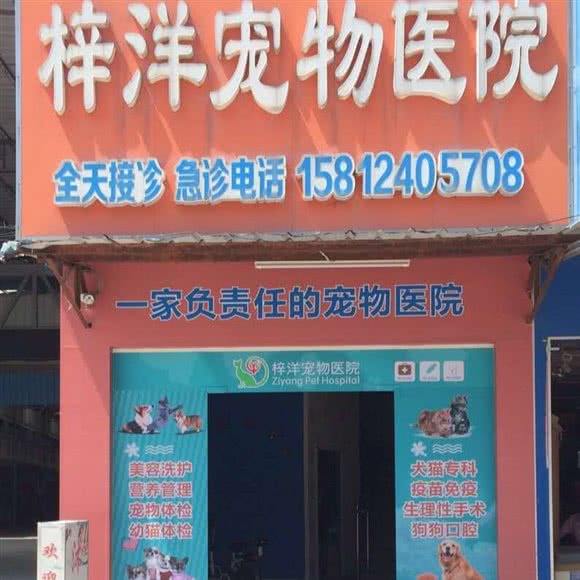 梓洋宠物医院
全天接诊 急诊电话 15812405708
一家负责任的宠物医院
梓洋宠物医院
Ziyang Pet Hospital
美容洗护
营养管理
宠物体检
幼猫体检
犬猫专科
疫苗免疫
生理性手术
狗狗口腔
欢迎